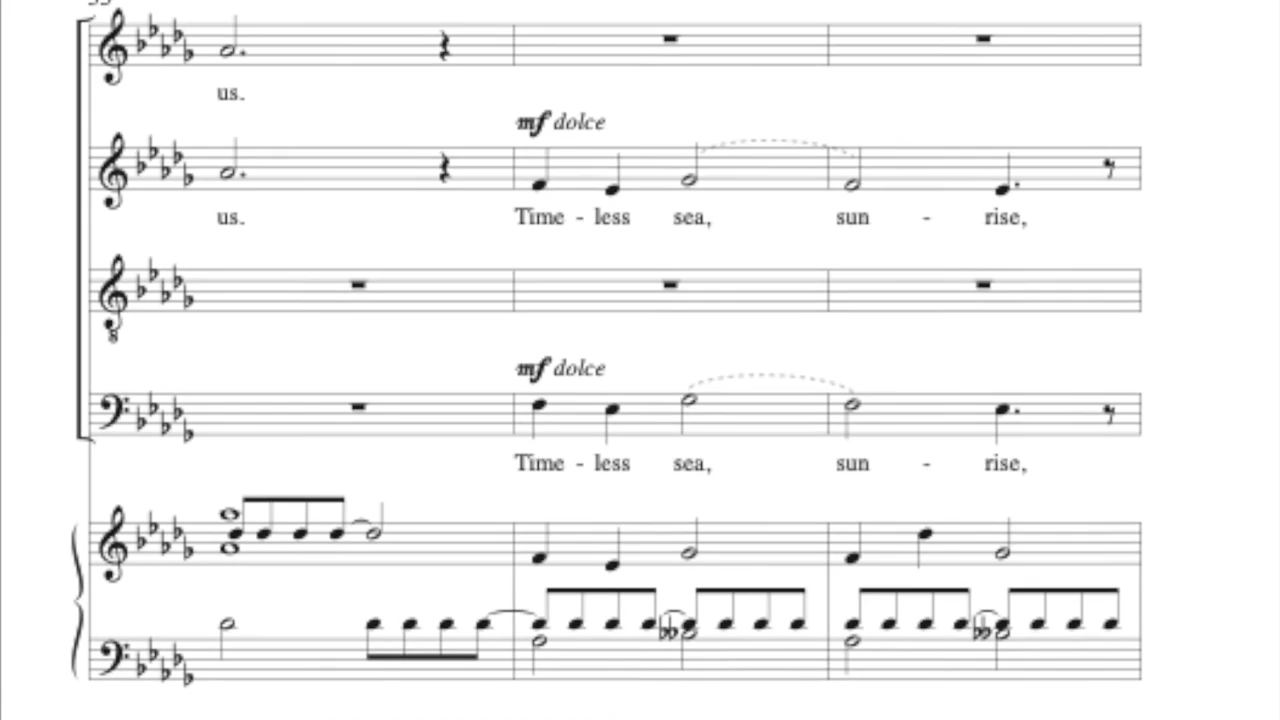 us.
mf dolce
us. Time - less sea, sun - rise,
mf dolce
Time - less sea, sun - rise,